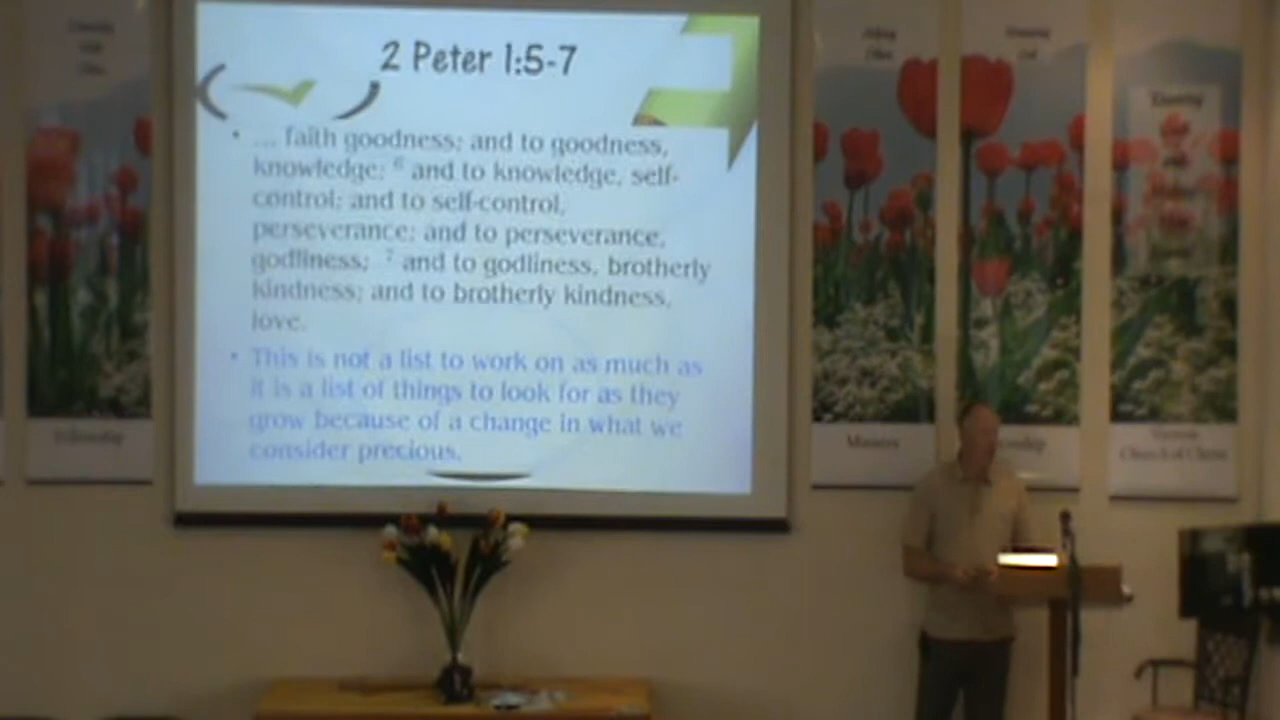 2 Peter 1:5-7
• ... faith goodness; and to goodness,
knowledge; 6 and to knowledge, self-
control; and to self-control,
perseverance; and to perseverance,
godliness; 7 and to godliness, brotherly
kindness; and to brotherly kindness,
love.
• This is not a list to work on as much as
it is a list of things to look for as they
grow because of a change in what we
consider precious.
Fellowship
Ministry
Church of Christ